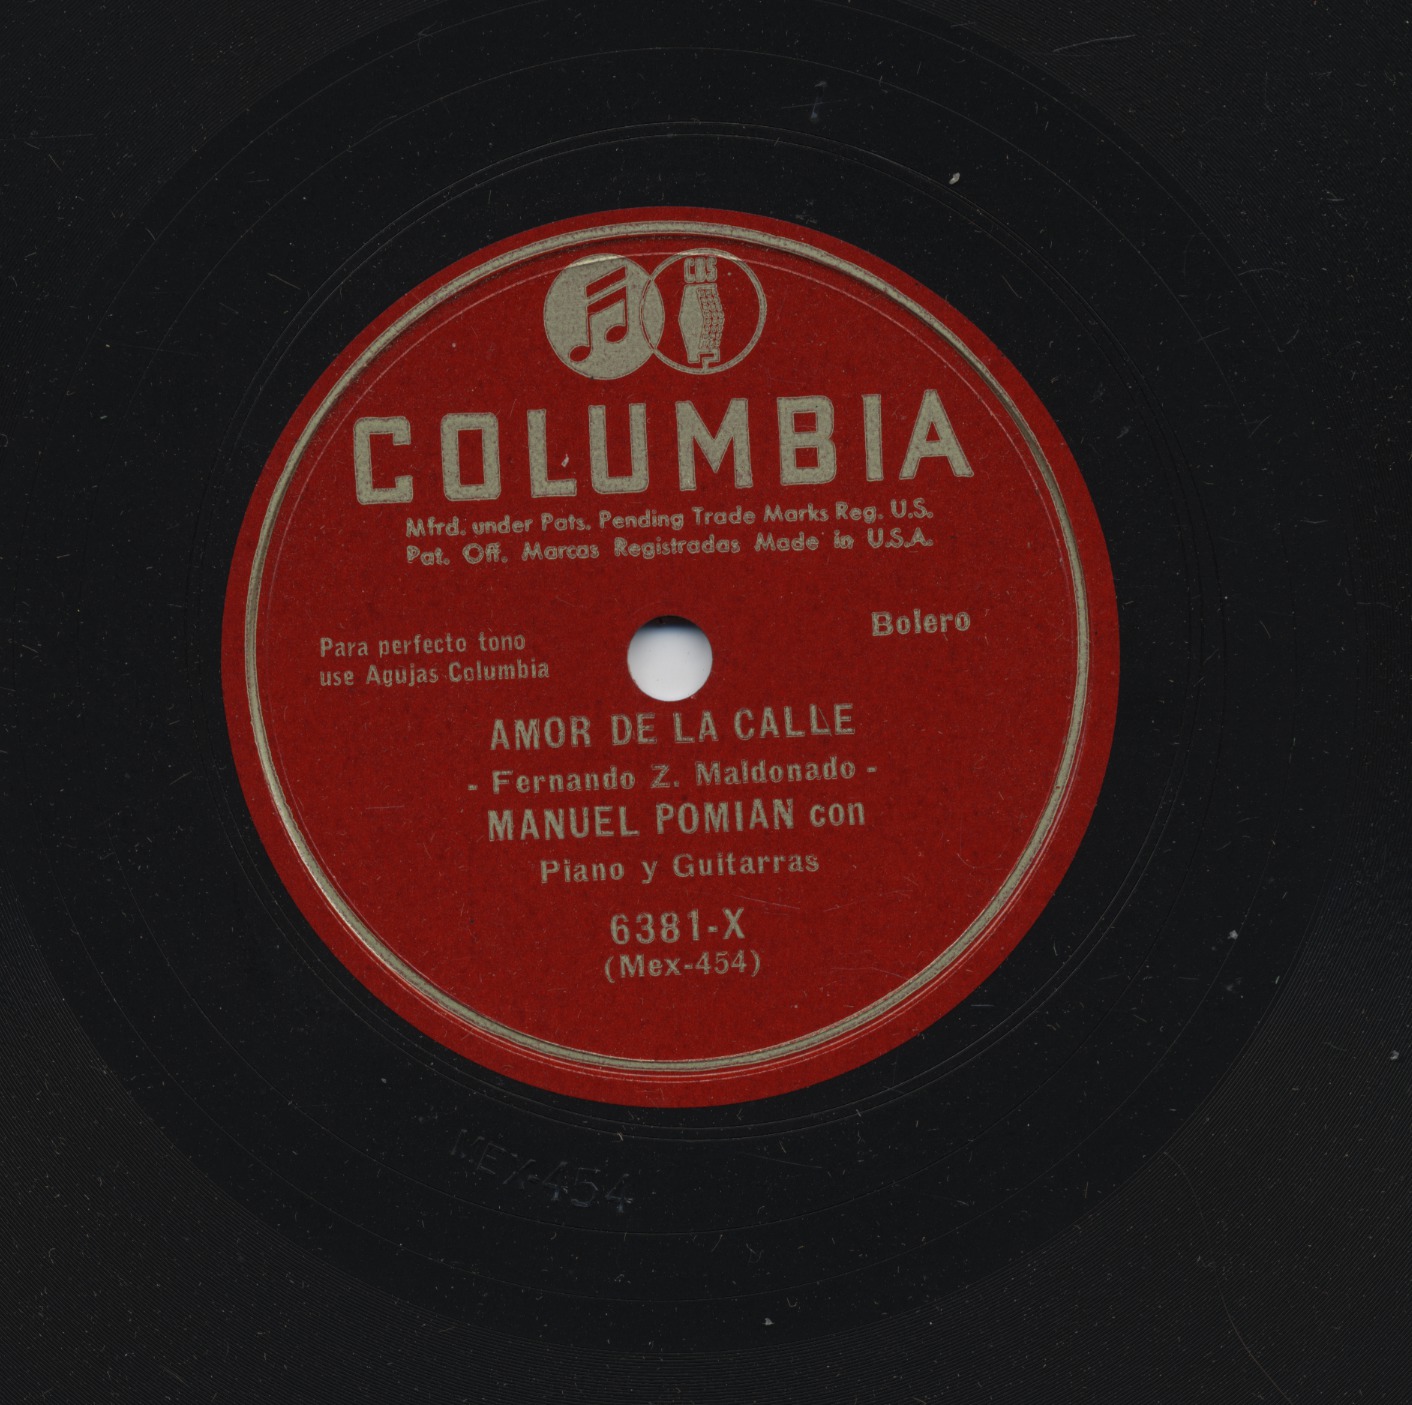 CBS
COLUMBIA
Mfrd. under Pats. Pending Trade Marks Reg. U.S.
Pat. Off. Marcas Registradas Made in U.S.A.
Bolero
Para perfecto tono
use Agujas Columbia
AMOR DE LA CALLE
- Fernando Z. Maldonado -
MANUEL POMIAN con
Piano y Guitarras
6381-X
(Mex-454)
MEX-454